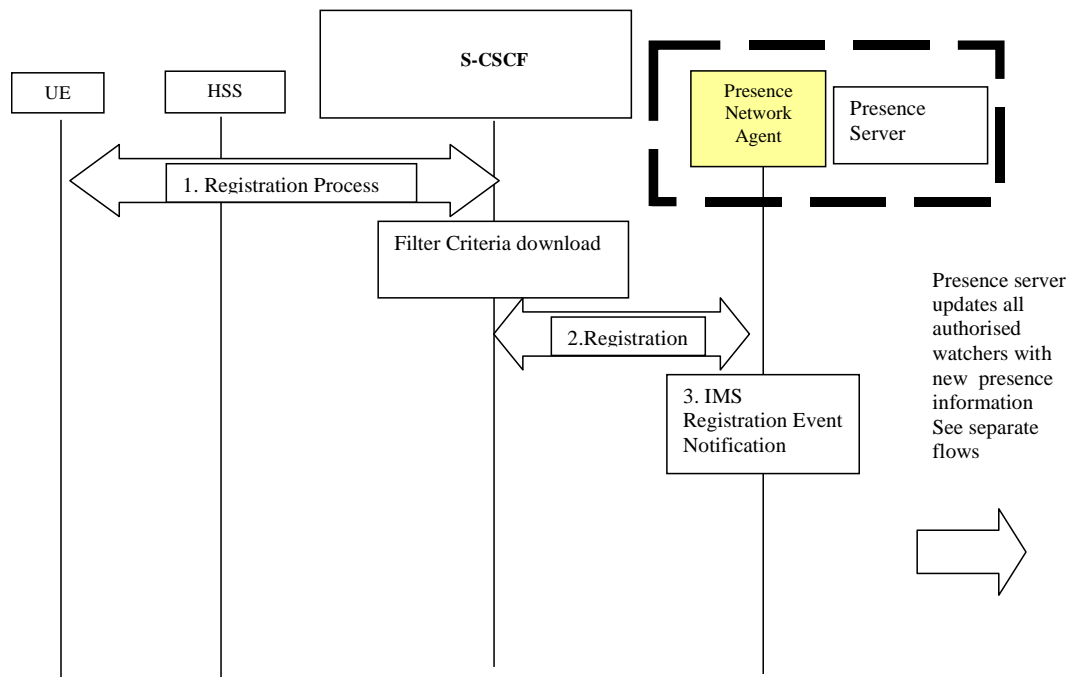 S-CSCF
UE
HSS
Presence
Network
Agent
Presence
Server
1. Registration Process
Filter Criteria download
2.Registration
3. IMS
Registration Event
Notification
Presence server
updates all
authorised
watchers with
new presence
information
See separate
flows